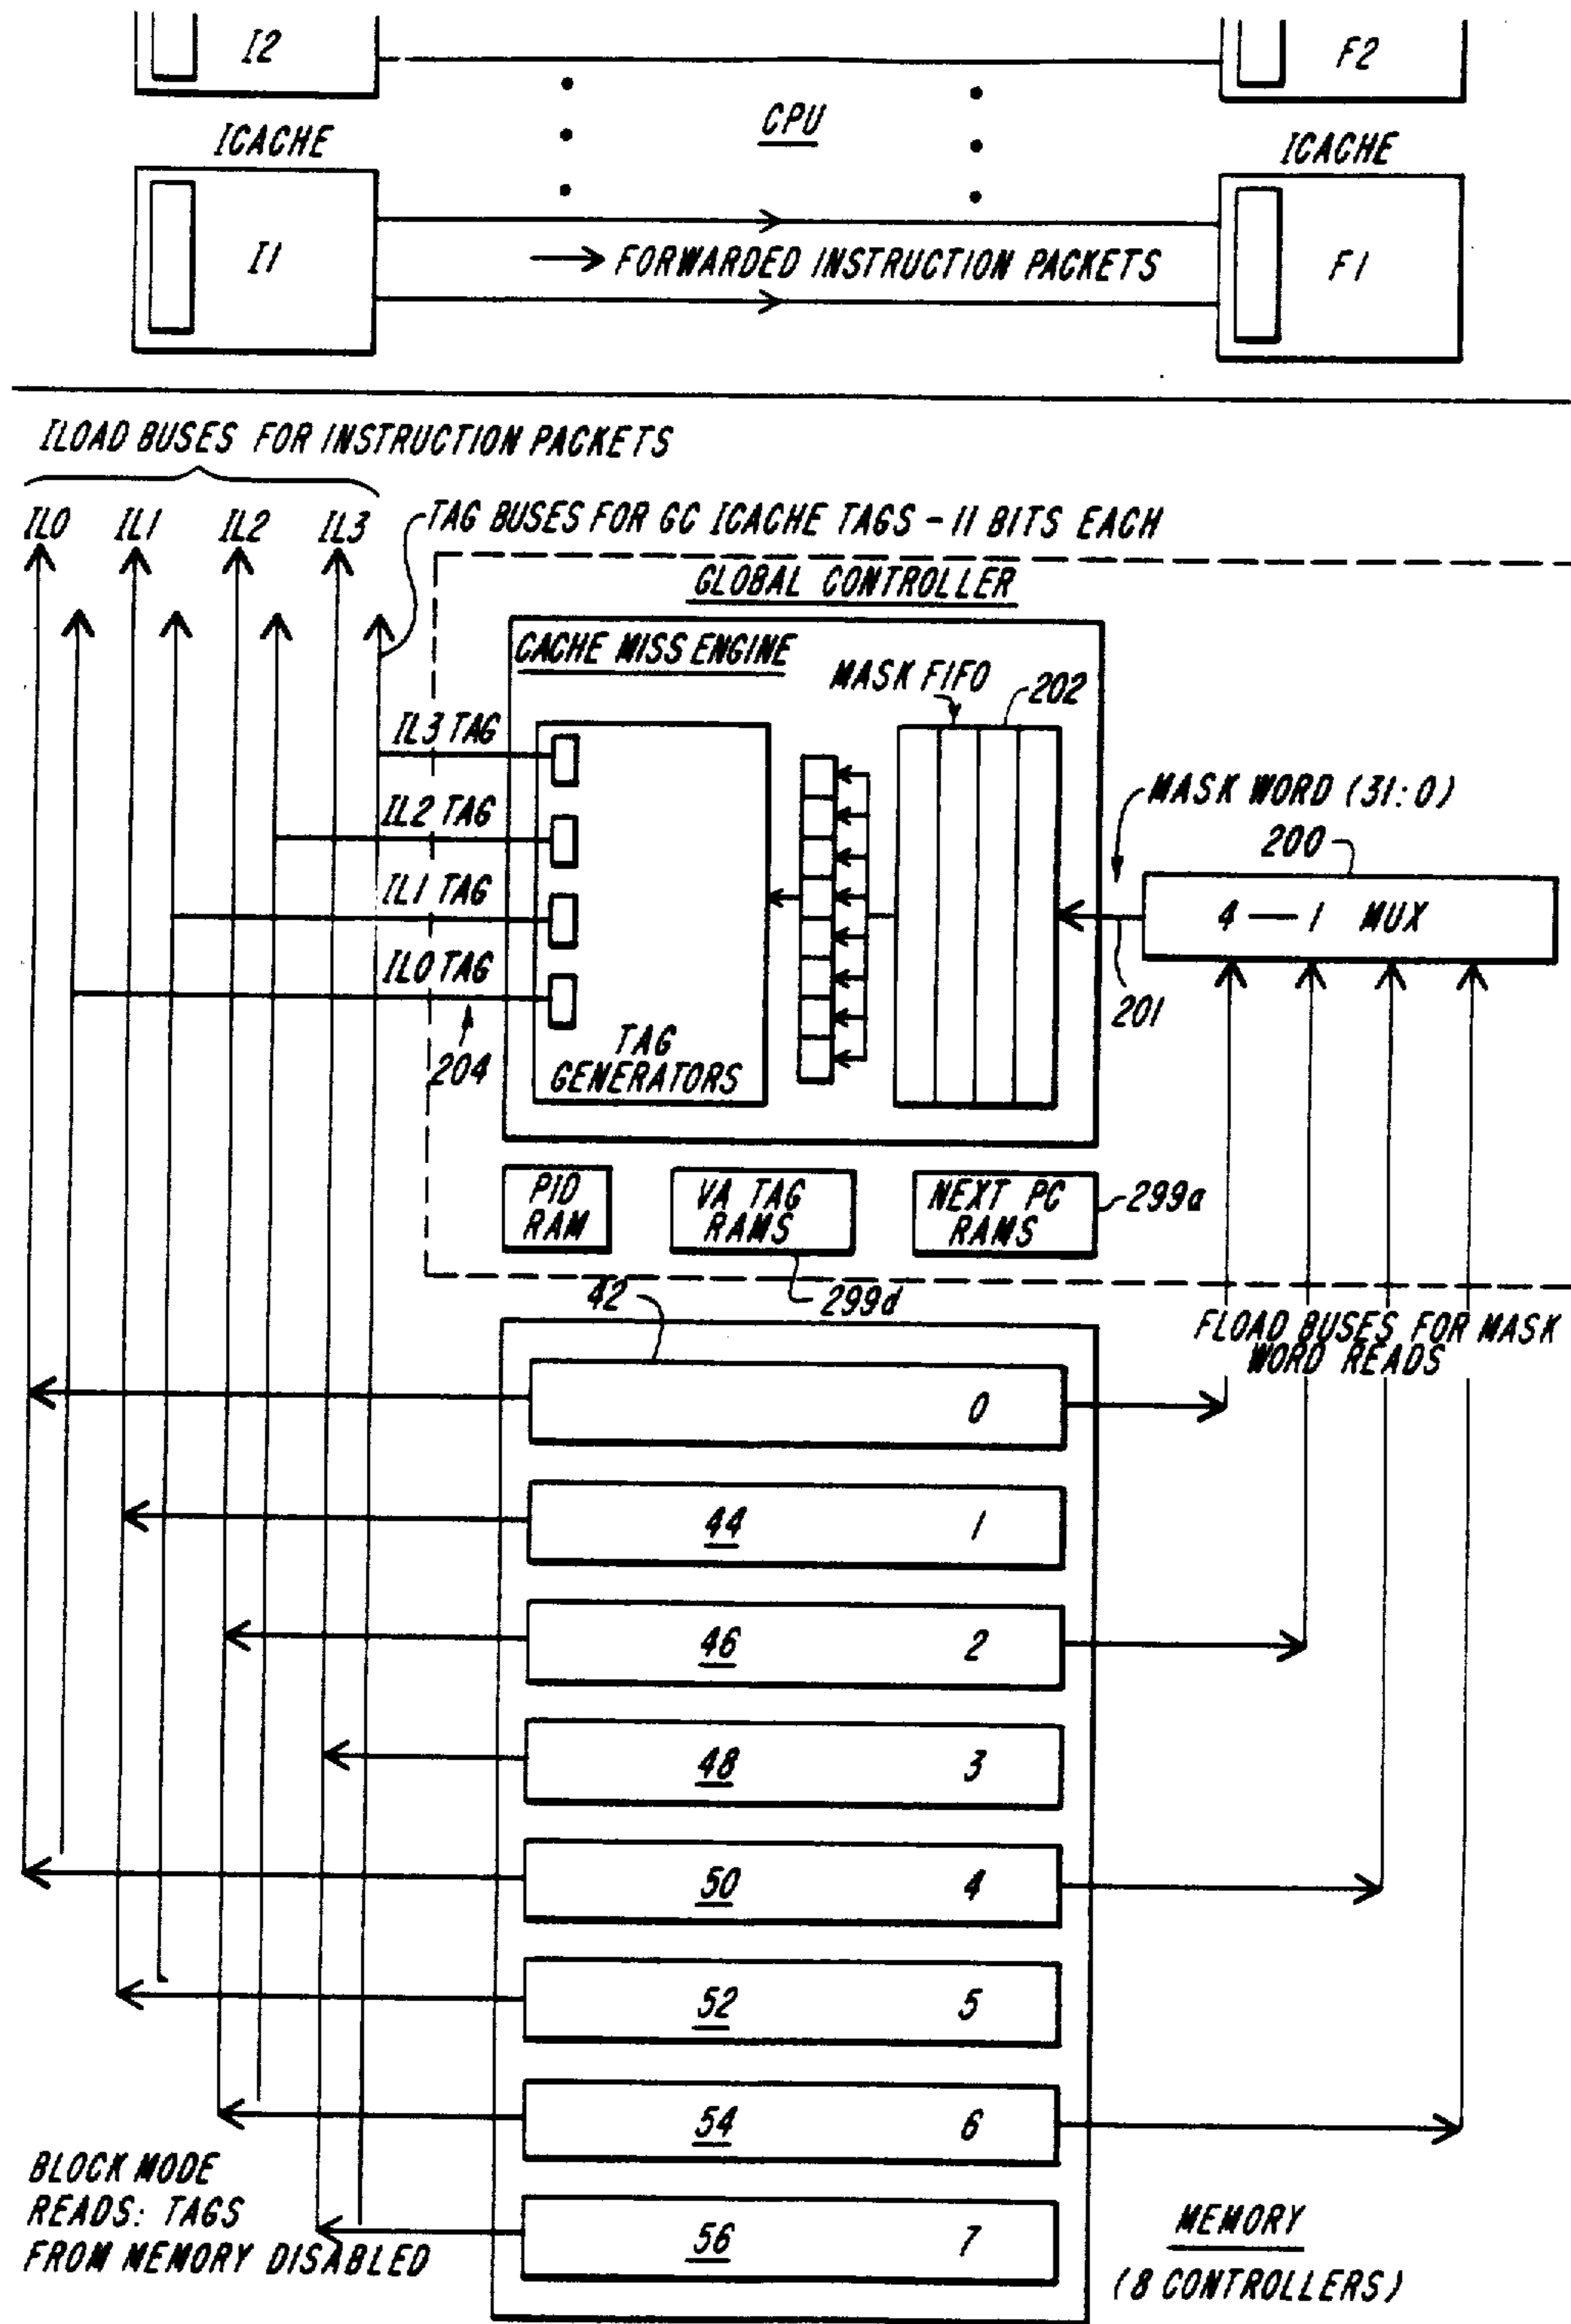 I2
F2
CPU
ICACHE
ICACHE
I1
FORWARDED INSTRUCTION PACKETS
F1
ILOAD BUSES FOR INSTRUCTION PACKETS
IL0 IL1 IL2 IL3
TAG BUSES FOR GC ICACHE TAGS - 11 BITS EACH
GLOBAL CONTROLLER
CACHE MISS ENGINE
MASK FIFO
202
IL3 TAG
MASK WORD (31:0)
IL2 TAG
200
IL1 TAG
4 — 1 MUX
IL0 TAG
201
204
TAG
GENERATORS
PID
RAM
VA TAG
RAMS
NEXT PC
RAMS
299a
42
299d
FLOAD BUSES FOR MASK
WORD READS
0
44 1
46 2
48 3
50 4
52 5
54 6
56 7
BLOCK MODE
READS: TAGS
FROM MEMORY DISABLED
MEMORY
(8 CONTROLLERS)